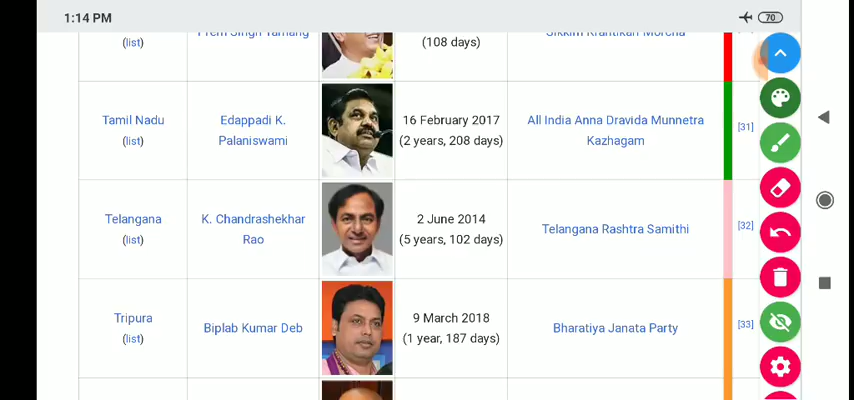 1:14 PM
70
Prem Singh Tamang
(list)
(108 days)
Sikkim Krantikari Morcha
Tamil Nadu
(list)
Edappadi K.
Palaniswami
16 February 2017
(2 years, 208 days)
All India Anna Dravida Munnetra
Kazhagam
[31]
Telangana
(list)
K. Chandrashekhar
Rao
2 June 2014
(5 years, 102 days)
Telangana Rashtra Samithi
[32]
Tripura
(list)
Biplab Kumar Deb
9 March 2018
(1 year, 187 days)
Bharatiya Janata Party
[33]